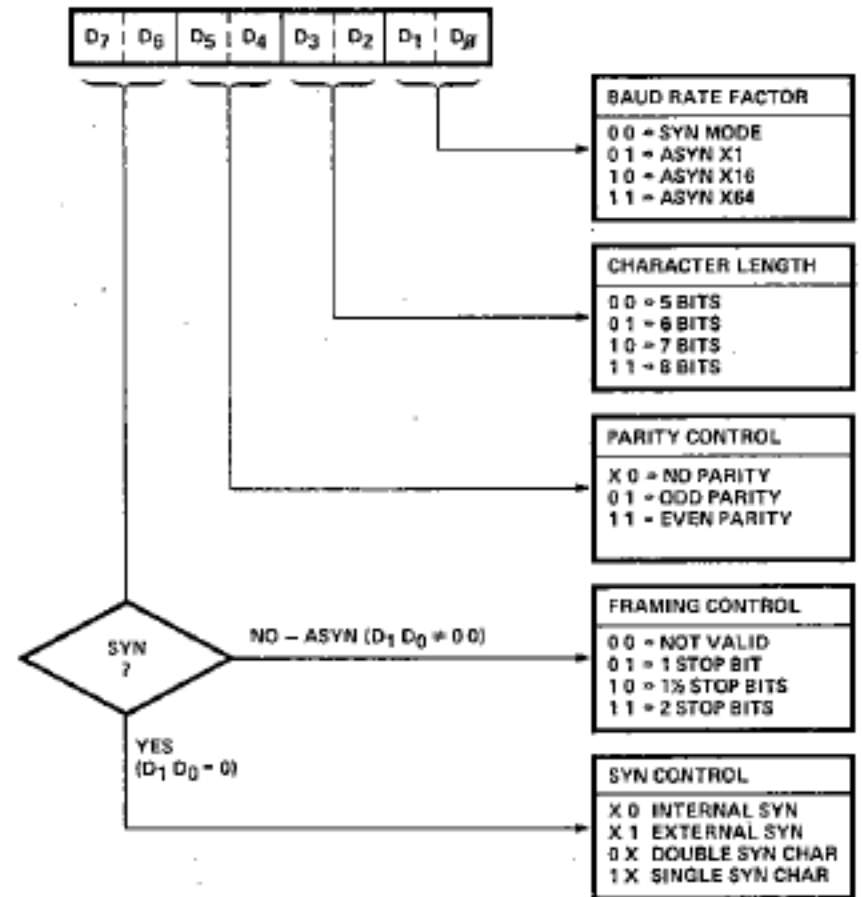 D7 D6 D5 D4 D3 D2 D1 D0
BAUD RATE FACTOR
0 0 = SYN MODE
0 1 = ASYN X1
1 0 = ASYN X16
1 1 = ASYN X64
CHARACTER LENGTH
0 0 = 5 BITS
0 1 = 6 BITS
1 0 = 7 BITS
1 1 = 8 BITS
PARITY CONTROL
X 0 = NO PARITY
0 1 = ODD PARITY
1 1 = EVEN PARITY
FRAMING CONTROL
0 0 = NOT VALID
0 1 = 1 STOP BIT
1 0 = 1½ STOP BITS
1 1 = 2 STOP BITS
SYN
?
NO – ASYN (D1 D0 ≠ 0 0)
YES
(D1 D0 = 0)
SYN CONTROL
X 0 INTERNAL SYN
X 1 EXTERNAL SYN
0 X DOUBLE SYN CHAR
1 X SINGLE SYN CHAR